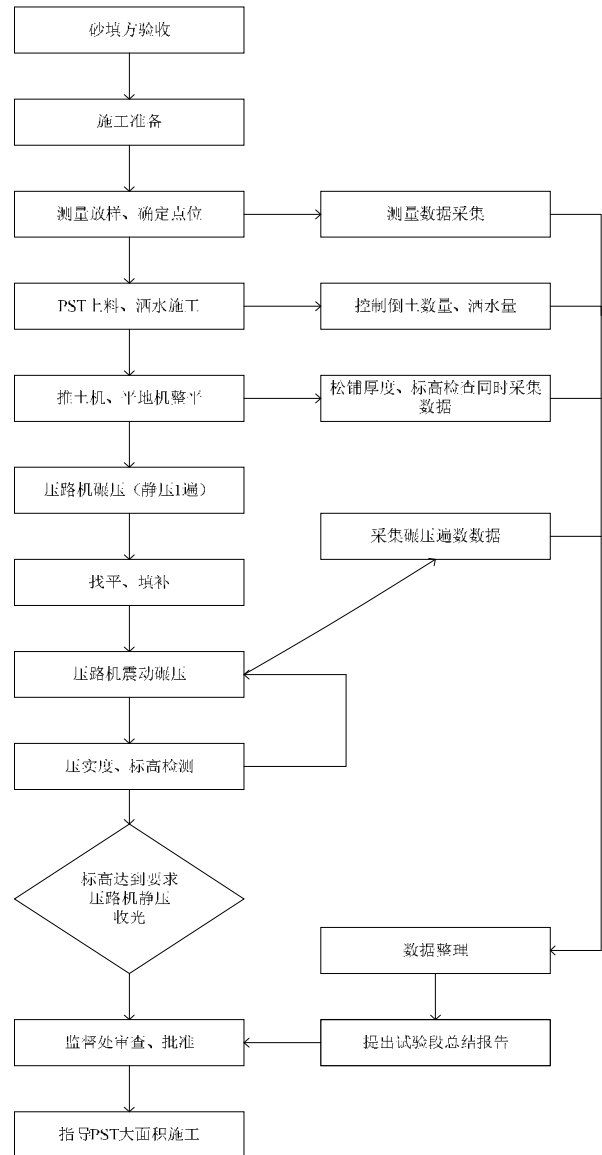 砂填方验收
施工准备
测量放样、确定点位
测量数据采集
PST上料、洒水施工
控制倒土数量、洒水量
推土机、平地机整平
松铺厚度、标高检查同时采集
数据
压路机碾压（静压1遍）
采集碾压遍数数据
找平、填补
压路机震动碾压
压实度、标高检测
标高达到要求
压路机静压
收光
数据整理
监督处审查、批准
提出试验段总结报告
指导PST大面积施工